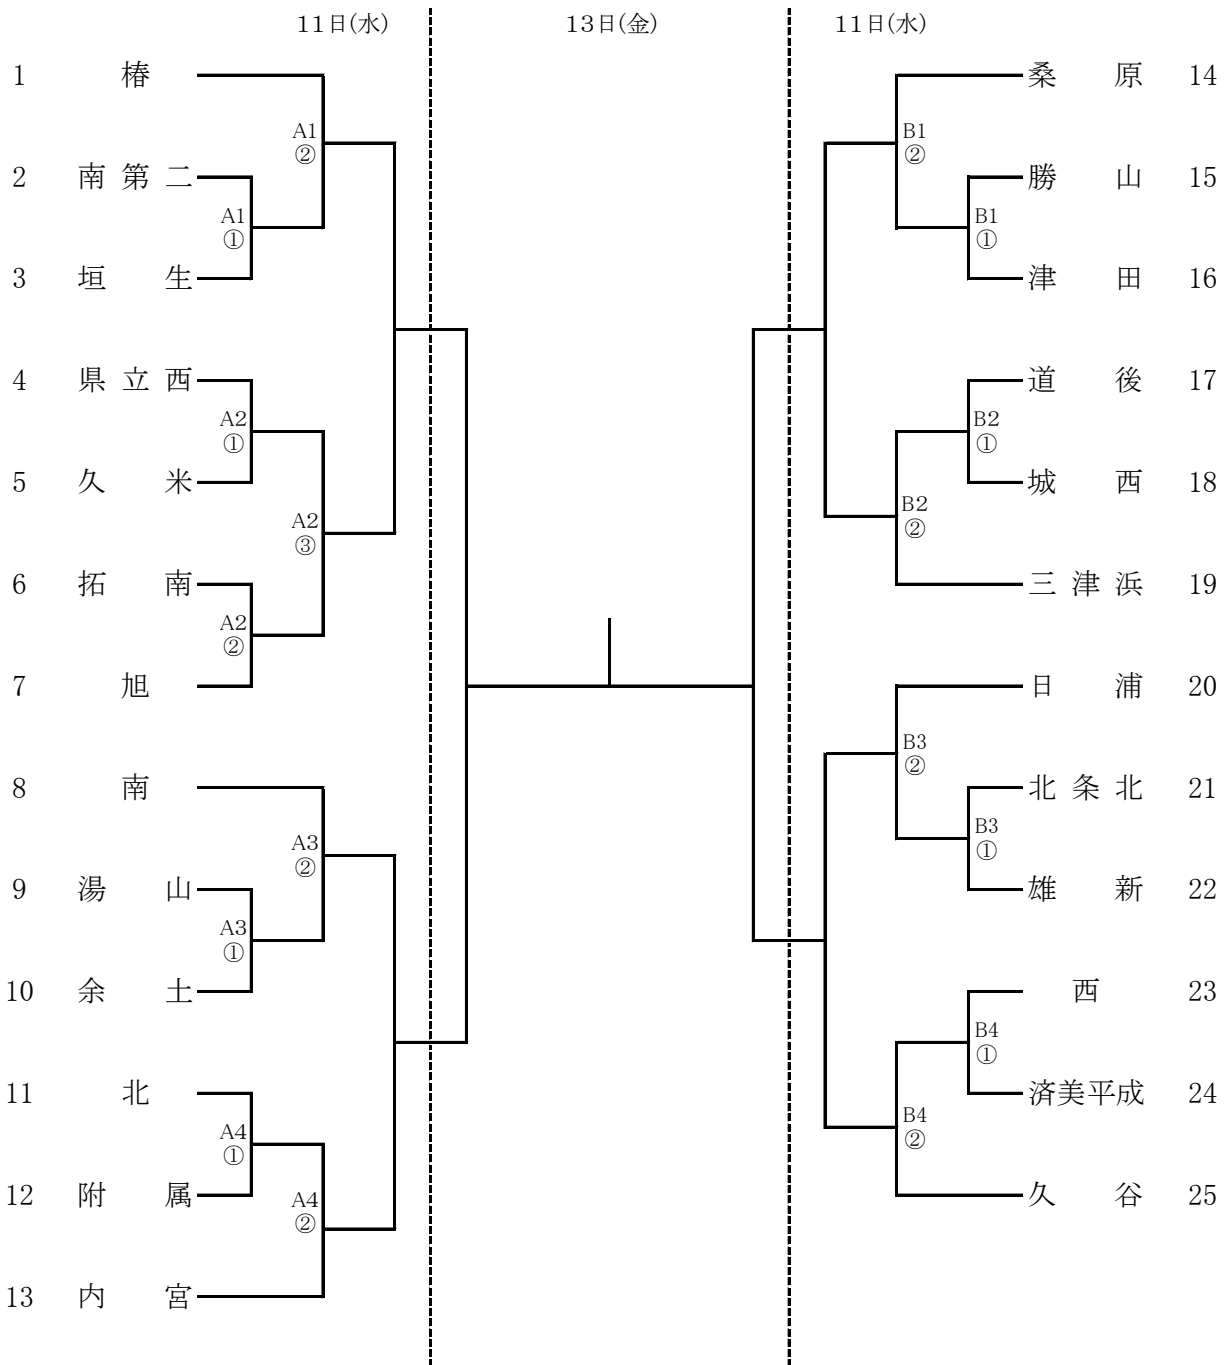 11日(水) 13日(金) 11日(水)
1 椿
A1
②
2 南第二
A1
①
3 垣生
4 県立西
A2
①
5 久米
A2
③
6 拓南
A2
②
7 旭
8 南
A3
②
9 湯山
A3
①
10 余土
11 北
A4
①
12 附属
A4
②
13 内宮
桑原 14
B1
②
勝山 15
B1
①
津田 16
道後 17
B2
①
城西 18
B2
②
三津浜 19
日浦 20
B3
②
北条北 21
B3
①
雄新 22
西 23
B4
①
済美平成 24
B4
②
久谷 25